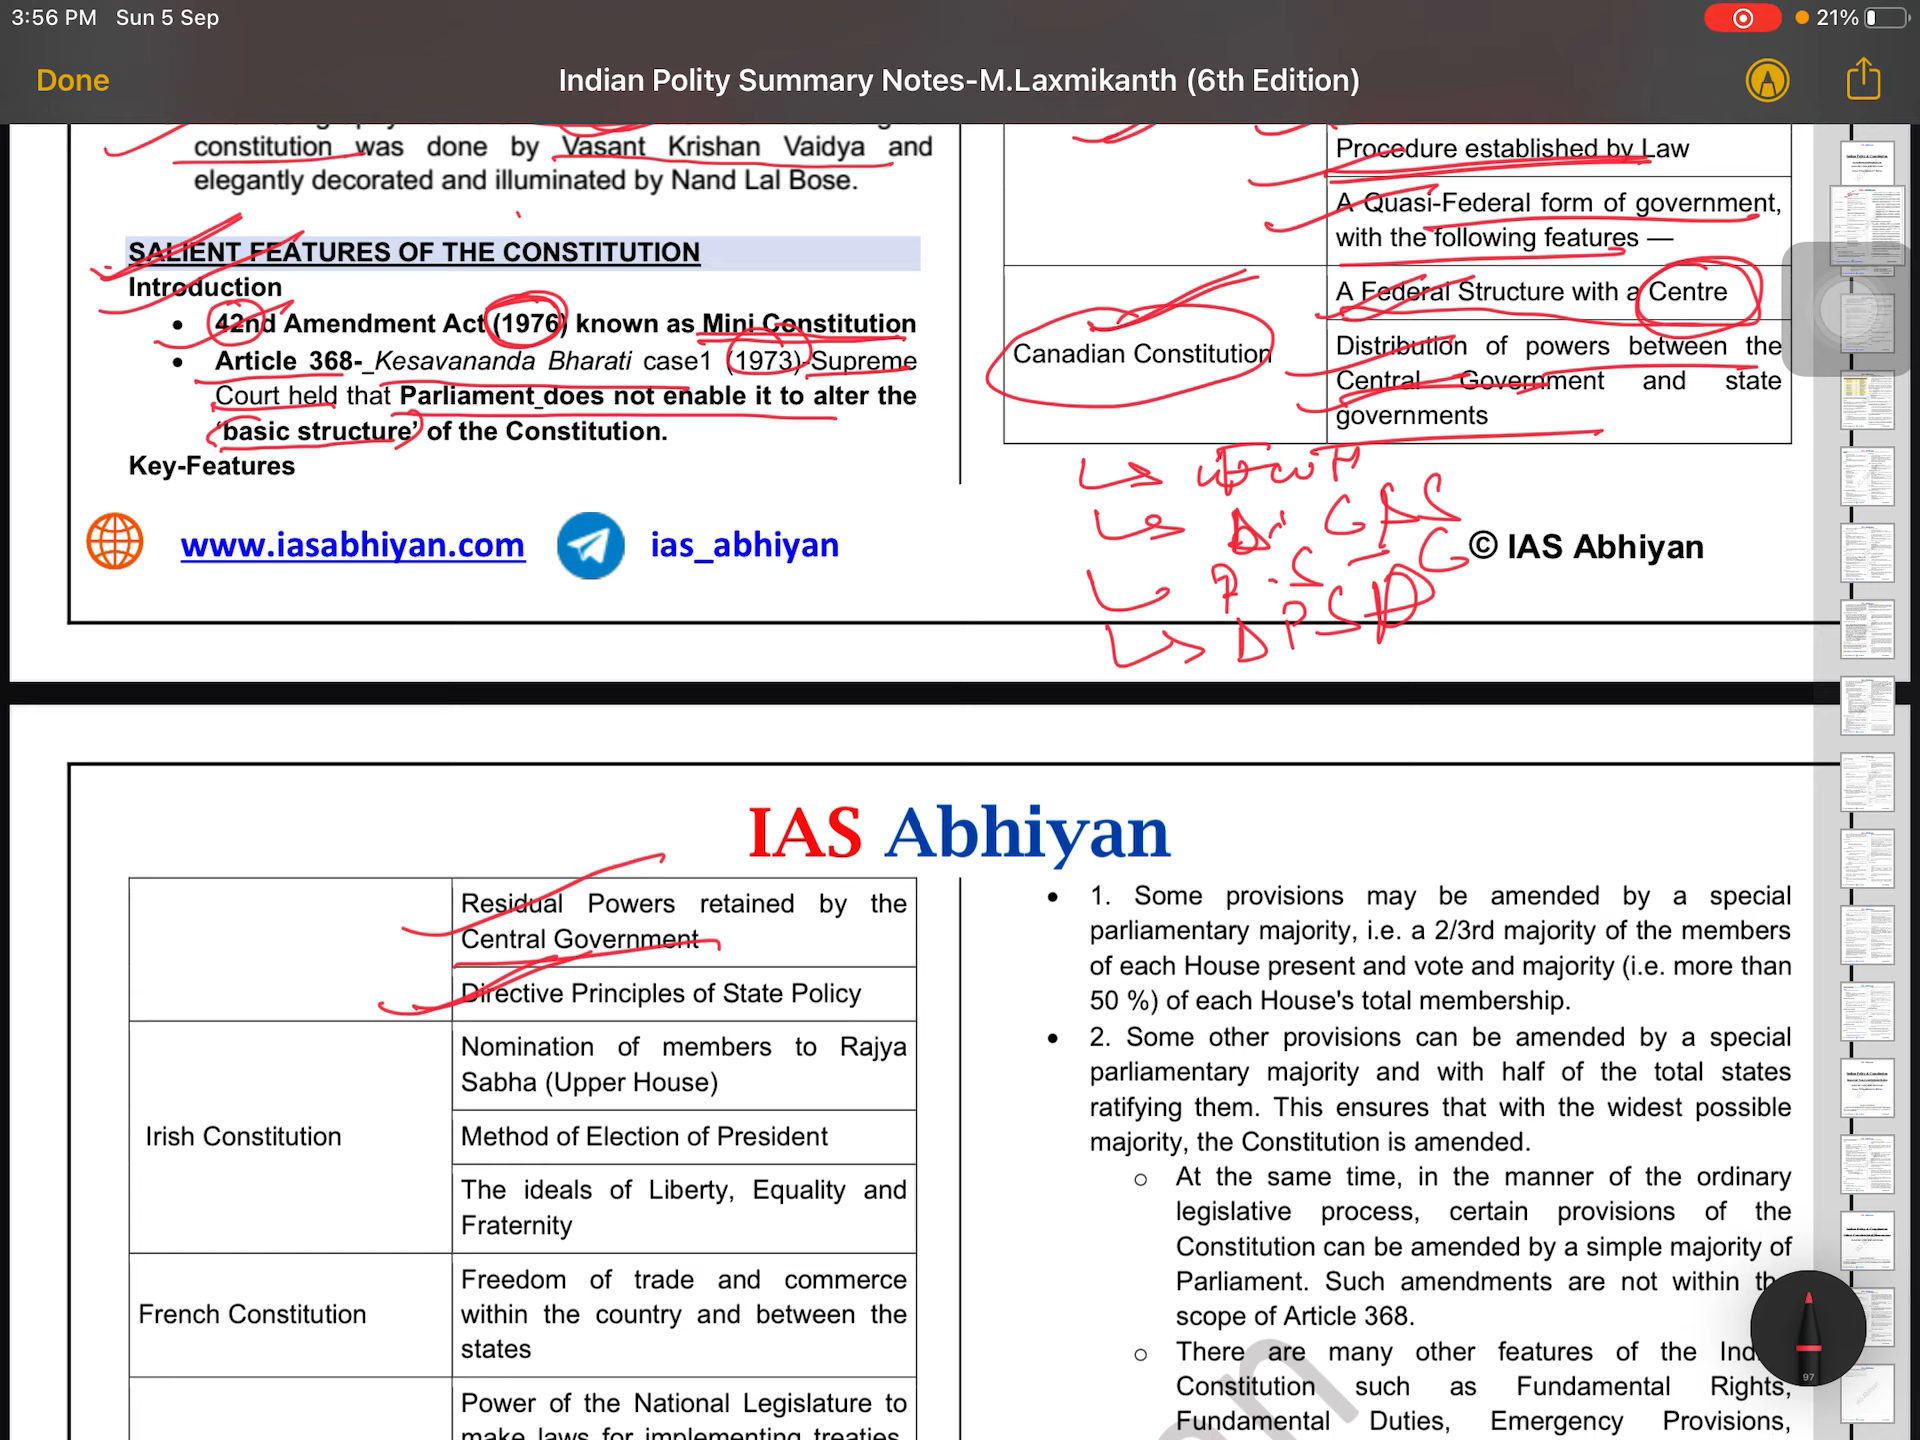 3:56 PM Sun 5 Sep
21%
Done
Indian Polity Summary Notes-M.Laxmikanth (6th Edition)
constitution was done by Vasant Krishan Vaidya and
elegantly decorated and illuminated by Nand Lal Bose.
SALIENT FEATURES OF THE CONSTITUTION
Introduction
• 42nd Amendment Act (1976) known as Mini Constitution
• Article 368- Kesavananda Bharati case1 (1973)-Supreme
Court held that Parliament does not enable it to alter the
'basic structure' of the Constitution.
Key-Features
Procedure established by Law
A Quasi-Federal form of government,
with the following features —
Canadian Constitution
A Federal Structure with a Centre
Distribution of powers between the
Central Government and state
governments
www.iasabhiyan.com
ias_abhiyan
© IAS Abhiyan
DPSP
IAS Abhiyan
Residual Powers retained by the
Central Government
Directive Principles of State Policy
Irish Constitution
Nomination of members to Rajya
Sabha (Upper House)
Method of Election of President
The ideals of Liberty, Equality and
Fraternity
French Constitution
Freedom of trade and commerce
within the country and between the
states
Power of the National Legislature to
make laws for implementing treaties,
• 1. Some provisions may be amended by a special
parliamentary majority, i.e. a 2/3rd majority of the members
of each House present and vote and majority (i.e. more than
50 %) of each House's total membership.
• 2. Some other provisions can be amended by a special
parliamentary majority and with half of the total states
ratifying them. This ensures that with the widest possible
majority, the Constitution is amended.
o At the same time, in the manner of the ordinary
legislative process, certain provisions of the
Constitution can be amended by a simple majority of
Parliament. Such amendments are not within the
scope of Article 368.
o There are many other features of the
Constitution such as Fundamental Rights,
Fundamental Duties, Emergency Provisions,
97